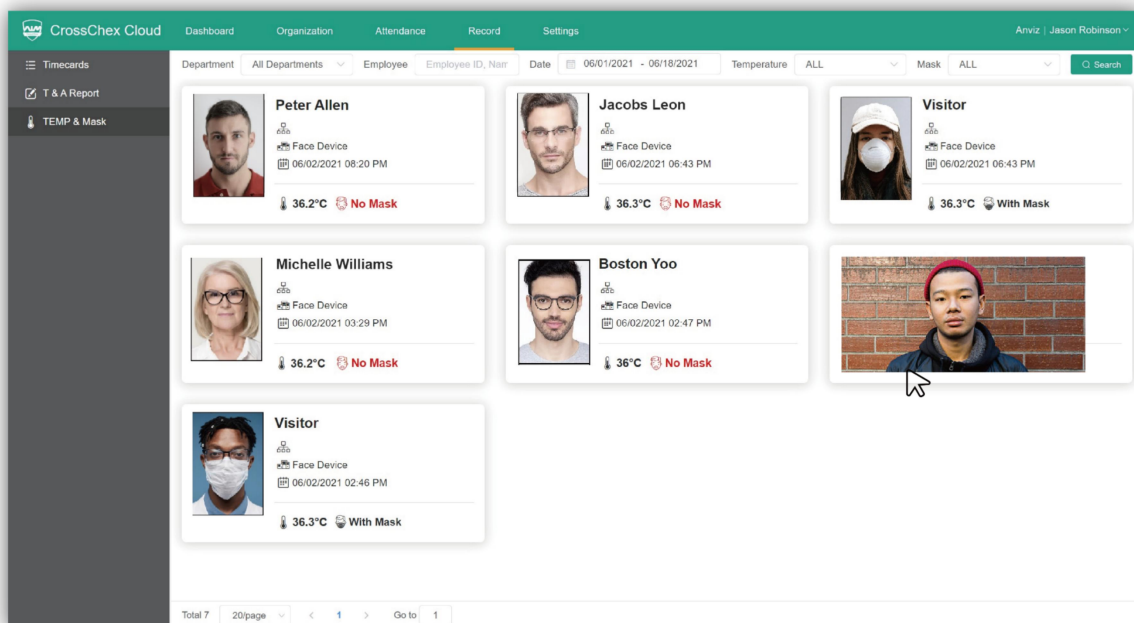 CrossChex Cloud
Dashboard
Organization
Attendance
Record
Settings
Anviz | Jason Robinson
Timecards
T & A Report
TEMP & Mask
Department All Departments Employee Employee ID, Nam Date 06/01/2021 - 06/18/2021 Temperature ALL Mask ALL Search
Peter Allen
Face Device
06/02/2021 08:20 PM
36.2°C No Mask
Jacobs Leon
Face Device
06/02/2021 06:43 PM
36.3°C No Mask
Visitor
Face Device
06/02/2021 06:43 PM
36.3°C With Mask
Michelle Williams
Face Device
06/02/2021 03:29 PM
36.2°C No Mask
Boston Yoo
Face Device
06/02/2021 02:47 PM
36°C No Mask
Visitor
Face Device
06/02/2021 02:46 PM
36.3°C With Mask
Total 7 20/page < 1 > Go to 1